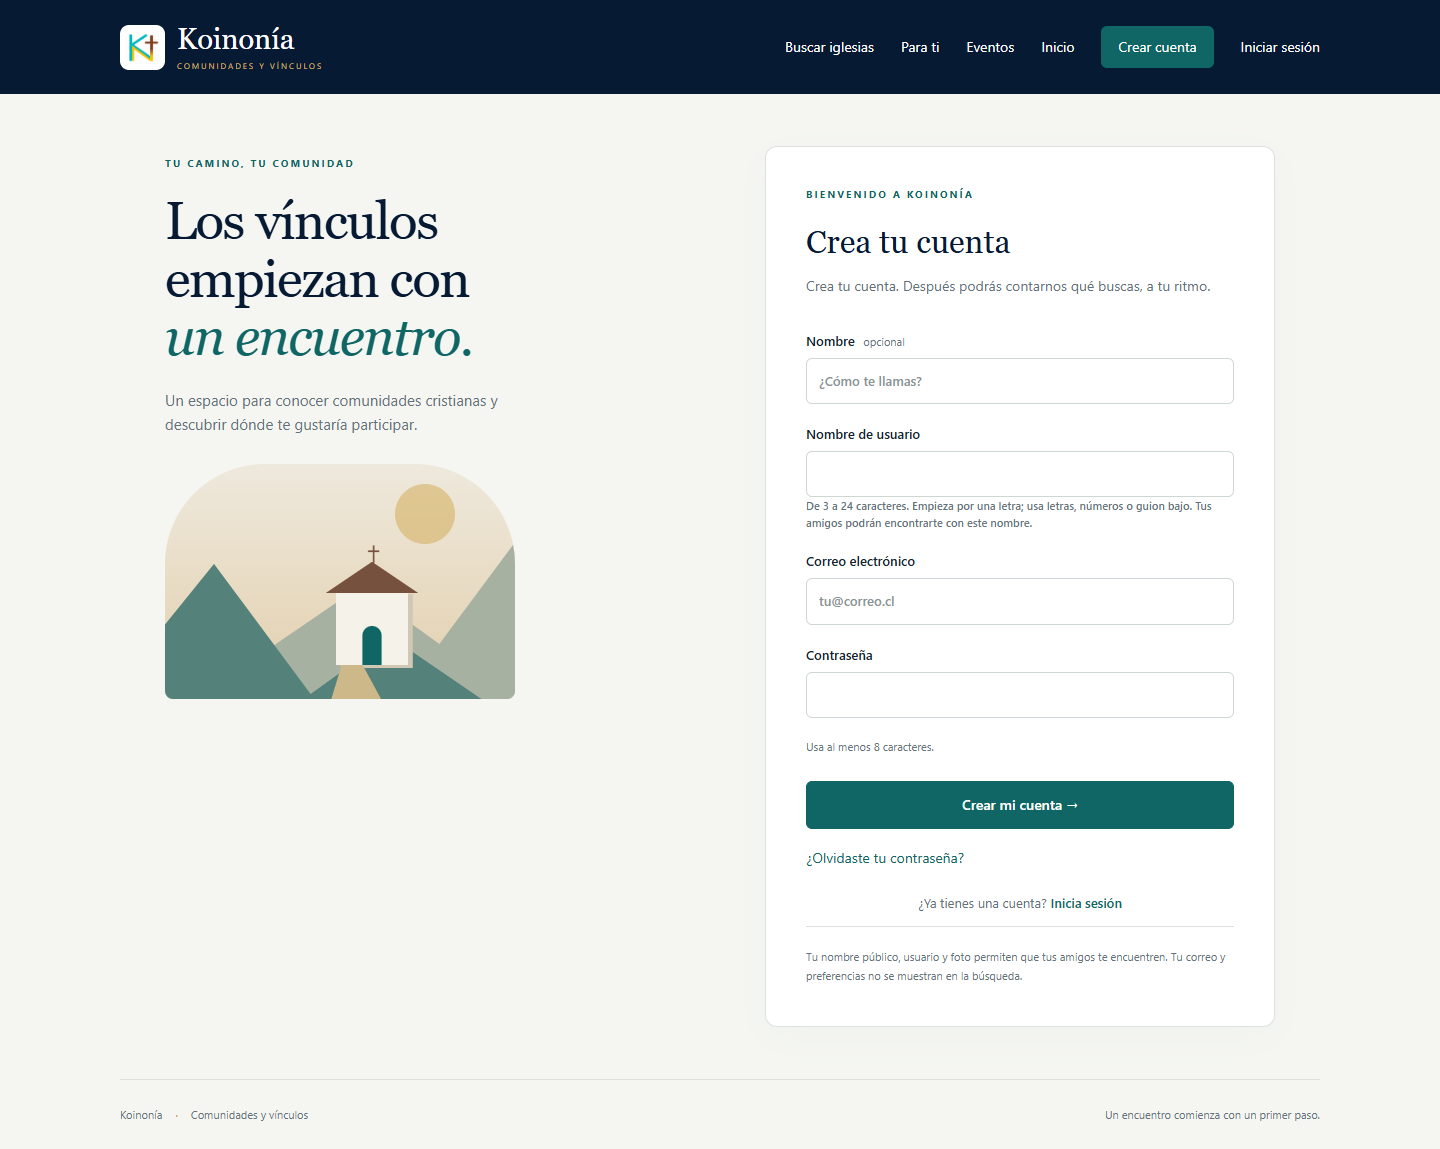 Koinonía
COMUNIDADES Y VÍNCULOS
Buscar iglesias
Para ti
Eventos
Inicio
Crear cuenta
Iniciar sesión
TU CAMINO, TU COMUNIDAD
Los vínculos
empiezan con
un encuentro.
Un espacio para conocer comunidades cristianas y
descubrir dónde te gustaría participar.
BIENVENIDO A KOINONÍA
Crea tu cuenta
Crea tu cuenta. Después podrás contarnos qué buscas, a tu ritmo.
Nombre opcional
¿Cómo te llamas?
Nombre de usuario
De 3 a 24 caracteres. Empieza por una letra; usa letras, números o guion bajo. Tus
amigos podrán encontrarte con este nombre.
Correo electrónico
tu@correo.cl
Contraseña
Usa al menos 8 caracteres.
Crear mi cuenta →
¿Olvidaste tu contraseña?
¿Ya tienes una cuenta? Inicia sesión
Tu nombre público, usuario y foto permiten que tus amigos te encuentren. Tu correo y
preferencias no se muestran en la búsqueda.
Koinonía · Comunidades y vínculos
Un encuentro comienza con un primer paso.